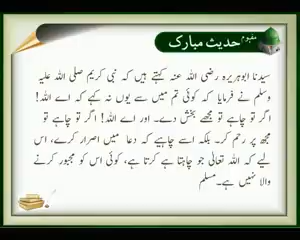 مفہوم حدیث مبارک
سیدنا ابوہریرہ رضی اللہ عنہ کہتے ہیں کہ نبی کریم صلی اللہ علیہ
وسلم نے فرمایا کہ کوئی تم میں سے یوں نہ کہے کہ اے اللہ!
اگر تو چاہے تو مجھے بخش دے۔ اور اے اللہ! اگر تو چاہے تو
مجھ پر رحم کر۔ بلکہ اسے چاہیے کہ دعا میں اصرار کرے، اس
لیے کہ اللہ تعالیٰ جو چاہتا ہے کرتا ہے، کوئی اس کو مجبور کرنے
والا نہیں ہے۔ مسلم